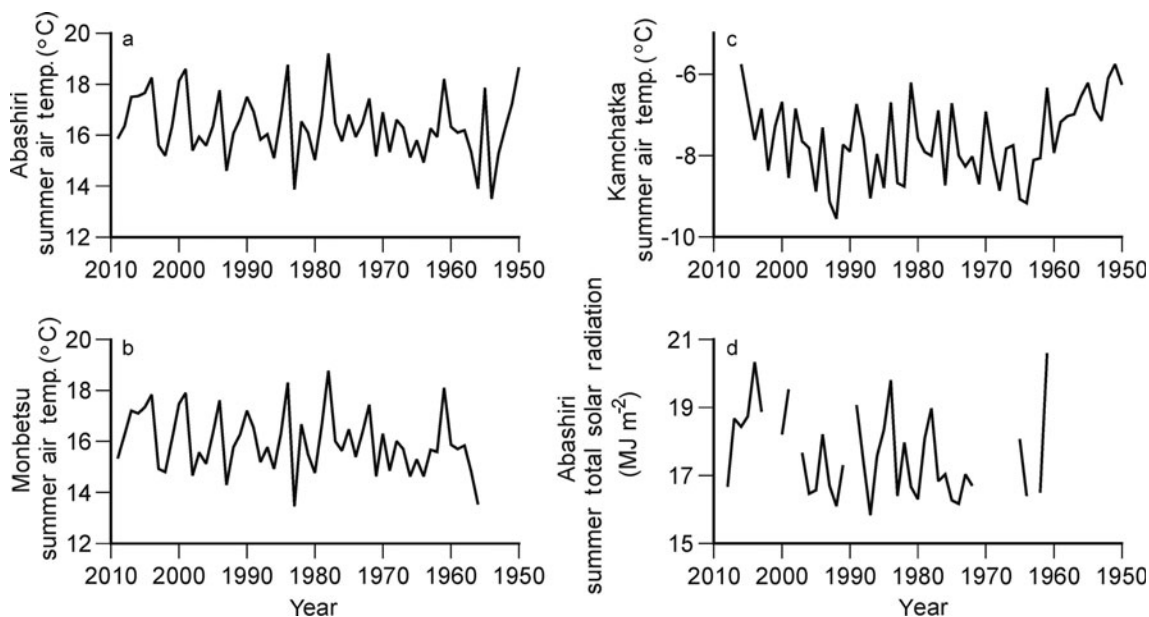 a
Abashiri
summer air temp.(°C)
20
18
16
14
12
2010 2000 1990 1980 1970 1960 1950
c
Kamchatka
summer air temp.(°C)
-6
-8
-10
2010 2000 1990 1980 1970 1960 1950
b
Monbetsu
summer air temp.(°C)
20
18
16
14
12
2010 2000 1990 1980 1970 1960 1950
Year
d
Abashiri
summer total solar radiation
(MJ m⁻²)
21
19
17
15
2010 2000 1990 1980 1970 1960 1950
Year